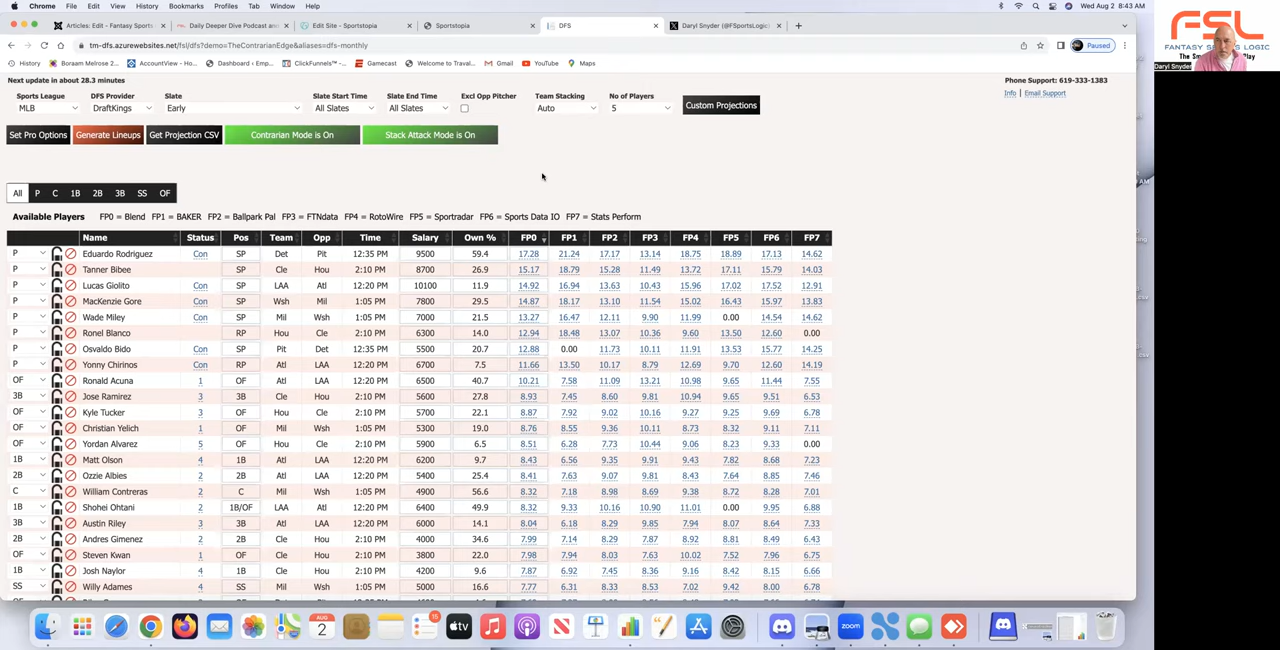 Chrome File Edit View History Bookmarks Profiles Tab Window Help Wed Aug 2 8:43 AM
Articles: Edit - Fantasy Sports Daily Deeper Dive Podcast and Edit Site - Sportstopia Sportstopia DFS Daryl Snyder (@FSportsLogic)
tm-dfs.azurewebsites.net/fsl/dfs?demo=TheContrarianEdge&aliases=dfs-monthly Paused
History Boraam Melrose 2... AccountView - Ho... Dashboard ‹ Emp... ClickFunnels™-... Gamecast Welcome to Traval... Gmail YouTube Maps
FSL
FANTASY SPORTS LOGIC
Daryl Snyder
Next update in about 28.3 minutes
Phone Support: 619-333-1383
Info | Email Support
Sports League DFS Provider Slate Slate Start Time Slate End Time Excl Opp Pitcher Team Stacking No of Players
MLB DraftKings Early All Slates All Slates Auto 5 Custom Projections
Set Pro Options Generate Lineups Get Projection CSV Contrarian Mode is On Stack Attack Mode is On
All P C 1B 2B 3B SS OF
Available Players FP0 = Blend FP1 = BAKER FP2 = Ballpark Pal FP3 = FTNdata FP4 = RotoWire FP5 = Sportradar FP6 = Sports Data IO FP7 = Stats Perform
Name Status Pos Team Opp Time Salary Own % FP0 FP1 FP2 FP3 FP4 FP5 FP6 FP7
P Eduardo Rodriguez Con SP Det Pit 12:35 PM 9500 59.4 17.28 21.24 17.17 13.14 18.75 18.89 17.13 14.62
P Tanner Bibee SP Cle Hou 2:10 PM 8700 26.9 15.17 18.79 15.28 11.49 13.72 17.11 15.79 14.03
P Lucas Giolito Con SP LAA Atl 12:20 PM 10100 11.9 14.92 16.94 13.63 10.43 15.96 17.02 17.52 12.91
P MacKenzie Gore Con SP Wsh Mil 1:05 PM 7800 29.5 14.87 18.17 13.10 11.54 15.02 16.43 15.97 13.83
P Wade Miley Con SP Mil Wsh 1:05 PM 7000 21.5 13.27 16.47 12.11 9.90 11.99 0.00 14.54 14.62
P Ronel Blanco RP Hou Cle 2:10 PM 6300 14.0 12.94 18.48 13.07 10.36 9.60 13.50 12.60 0.00
P Osvaldo Bido Con SP Pit Det 12:35 PM 5500 20.7 12.88 0.00 11.73 10.11 11.91 13.53 15.77 14.25
P Yonny Chirinos Con RP Atl LAA 12:20 PM 6700 7.5 11.66 13.50 10.17 8.79 12.69 9.70 12.60 14.19
OF Ronald Acuna 1 OF Atl LAA 12:20 PM 6500 40.7 10.21 7.58 11.09 13.21 10.98 9.65 11.44 7.55
3B Jose Ramirez 3 3B Cle Hou 2:10 PM 5600 27.8 8.93 7.45 8.60 9.81 10.94 9.65 9.51 6.53
OF Kyle Tucker 3 OF Hou Cle 2:10 PM 5700 22.1 8.87 7.92 9.02 10.16 9.27 9.25 9.69 6.78
OF Christian Yelich 1 OF Mil Wsh 1:05 PM 5300 19.0 8.76 8.55 9.36 10.11 8.73 8.32 9.11 7.11
OF Yordan Alvarez 5 OF Hou Cle 2:10 PM 5900 6.5 8.51 6.28 7.73 10.44 9.06 8.23 9.33 0.00
1B Matt Olson 4 1B Atl LAA 12:20 PM 6200 9.7 8.43 6.56 9.35 9.91 9.43 7.82 8.68 7.23
2B Ozzie Albies 2 2B Atl LAA 12:20 PM 5400 25.4 8.41 7.63 9.07 9.81 8.43 7.64 8.85 7.46
C William Contreras 2 C Mil Wsh 1:05 PM 4900 56.6 8.32 7.18 8.98 8.69 9.38 8.72 8.28 7.01
1B Shohei Ohtani 2 1B/OF LAA Atl 12:20 PM 6400 49.9 8.32 9.33 10.16 10.90 11.01 0.00 9.95 6.88
3B Austin Riley 3 3B Atl LAA 12:20 PM 6000 14.1 8.04 6.18 8.29 9.85 7.94 8.07 8.64 7.33
2B Andres Gimenez 2 2B Cle Hou 2:10 PM 4000 34.6 7.99 7.14 8.29 7.87 8.92 8.81 8.49 6.43
OF Steven Kwan 1 OF Cle Hou 2:10 PM 3800 22.0 7.98 7.94 8.03 7.63 10.02 7.52 7.96 6.75
1B Josh Naylor 4 1B Cle Hou 2:10 PM 4200 9.6 7.87 6.92 7.45 8.36 9.16 8.42 8.15 6.66
SS Willy Adames 4 SS Mil Wsh 1:05 PM 5000 16.6 7.77 6.31 8.33 8.53 7.02 9.42 8.00 6.78
AUG 2 15 tv zoom